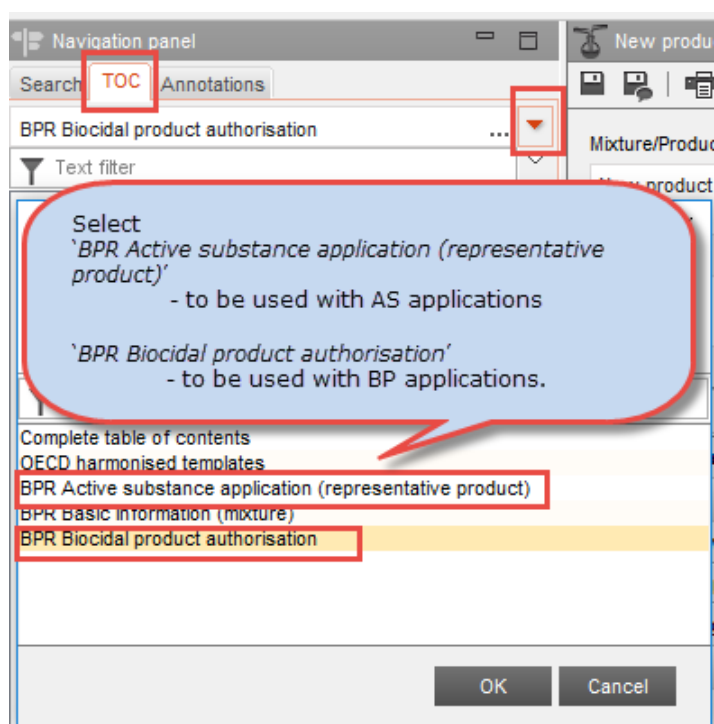 Navigation panel
New produ
Search TOC Annotations
BPR Biocidal product authorisation ...
Mixture/Produc
Text filter
New product
Select
‘BPR Active substance application (representative
product)’
- to be used with AS applications
‘BPR Biocidal product authorisation’
- to be used with BP applications.
Complete table of contents
OECD harmonised templates
BPR Active substance application (representative product)
BPR Basic information (mixture)
BPR Biocidal product authorisation
OK Cancel